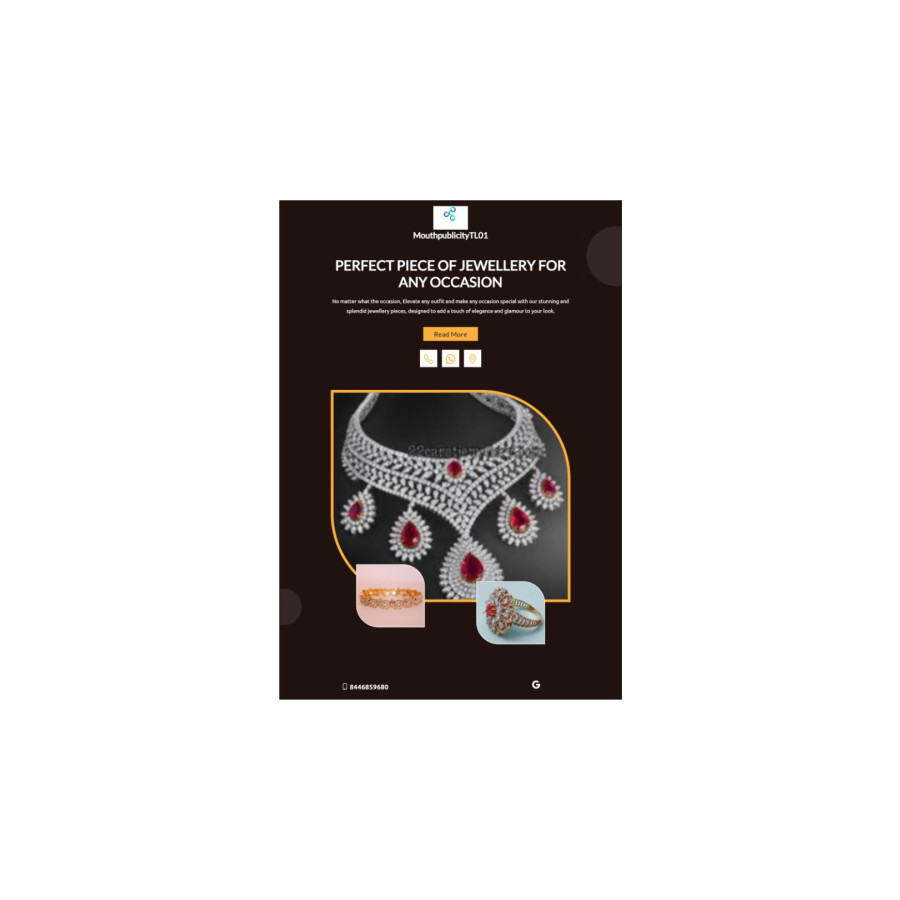 MouthpublicityTL01
PERFECT PIECE OF JEWELLERY FOR
ANY OCCASION
No matter what the occasion, Elevate any outfit and make any occasion special with our stunning and
splendid jewellery pieces, designed to add a touch of elegance and glamour to your look.
Read More
8446859680
G